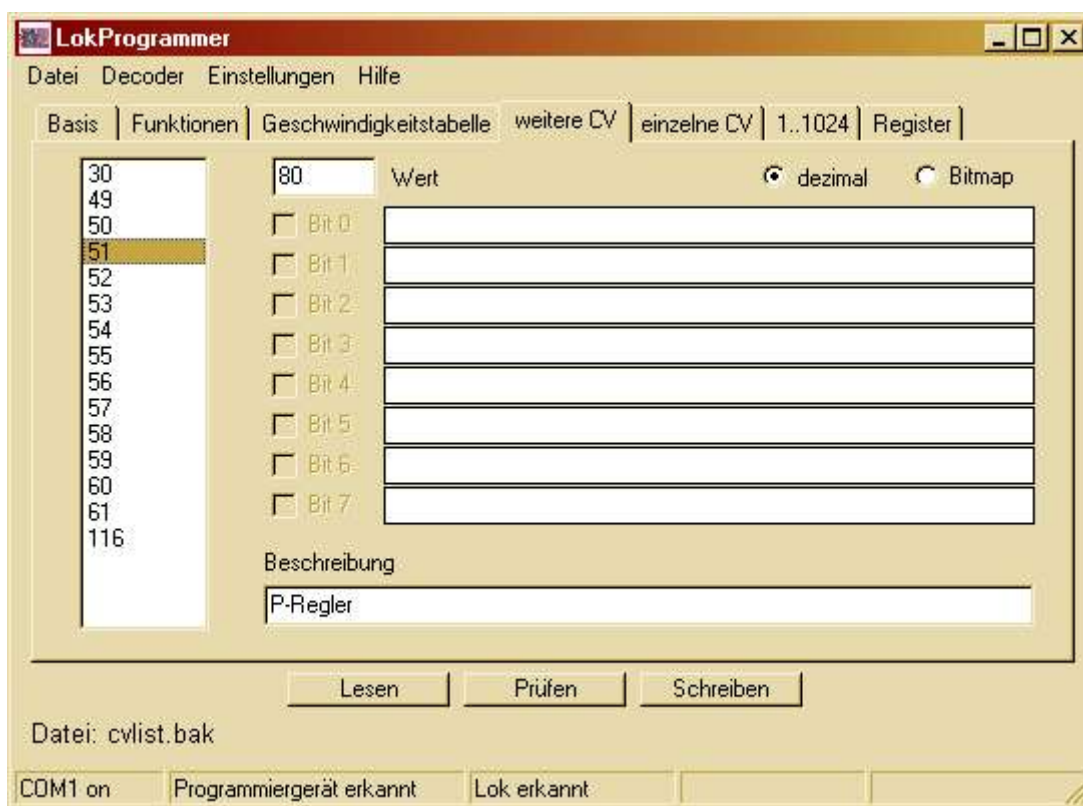 LokProgrammer
Datei Decoder Einstellungen Hilfe
Basis Funktionen Geschwindigkeitstabelle weitere CV einzelne CV 1..1024 Register
30
49
50
51
52
53
54
55
56
57
58
59
60
61
116
80 Wert dezimal Bitmap
Bit 0
Bit 1
Bit 2
Bit 3
Bit 4
Bit 5
Bit 6
Bit 7
Beschreibung
P-Regler
Lesen Prüfen Schreiben
Datei: cvlist.bak
COM1 on Programmiergerät erkannt Lok erkannt